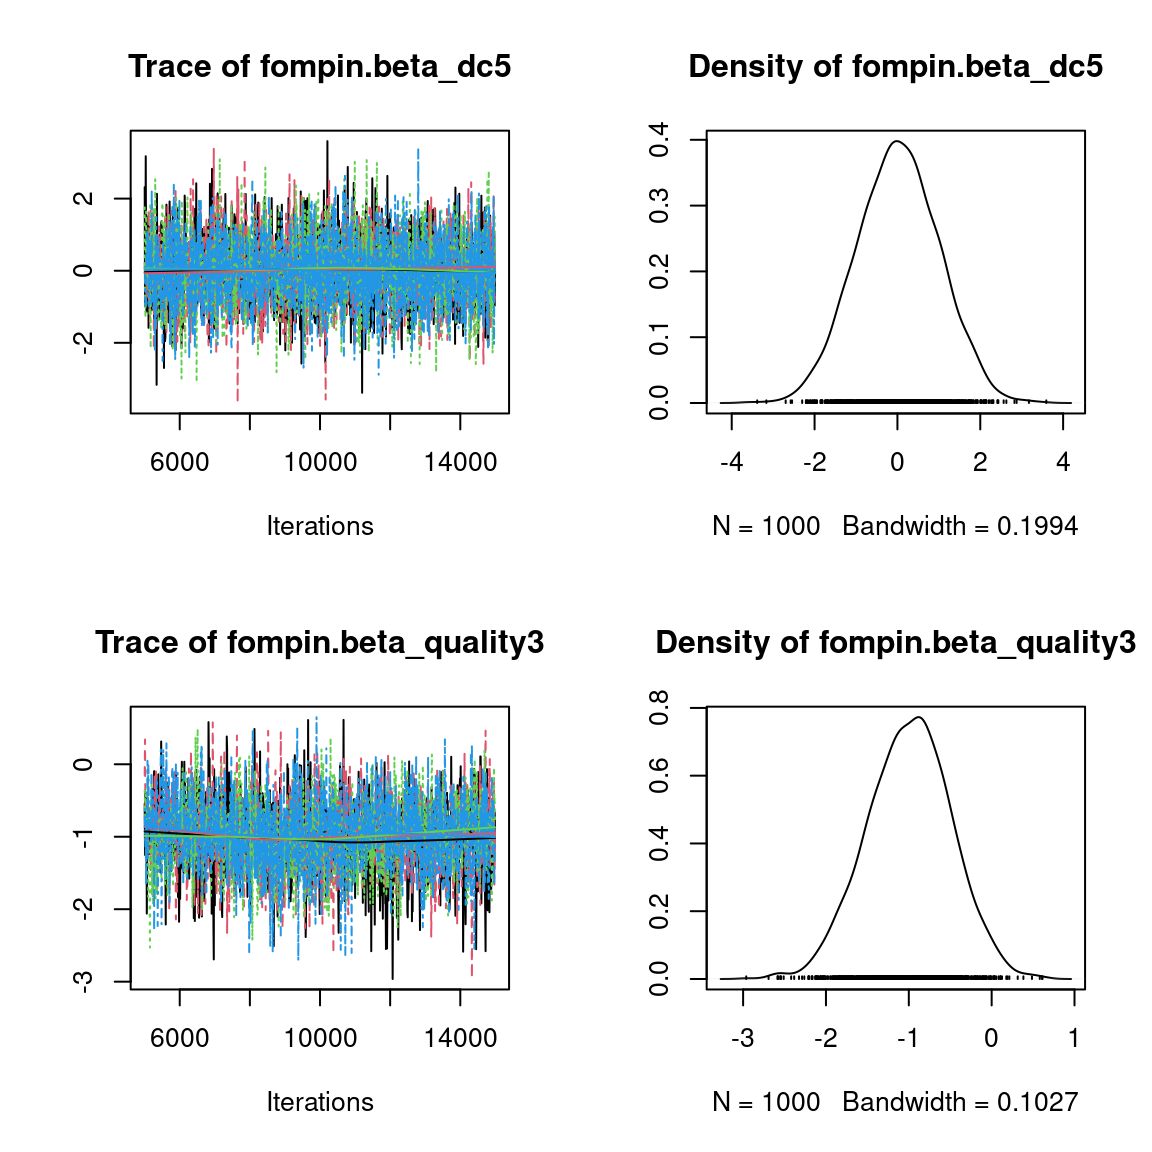 Trace of fompin.beta_dc5
2
0
-2
6000 10000 14000
Iterations
Density of fompin.beta_dc5
0.4
0.3
0.2
0.1
0.0
-4 -2 0 2 4
N = 1000 Bandwidth = 0.1994
Trace of fompin.beta_quality3
0
-1
-2
-3
6000 10000 14000
Iterations
Density of fompin.beta_quality3
0.8
0.6
0.4
0.2
0.0
-3 -2 -1 0 1
N = 1000 Bandwidth = 0.1027